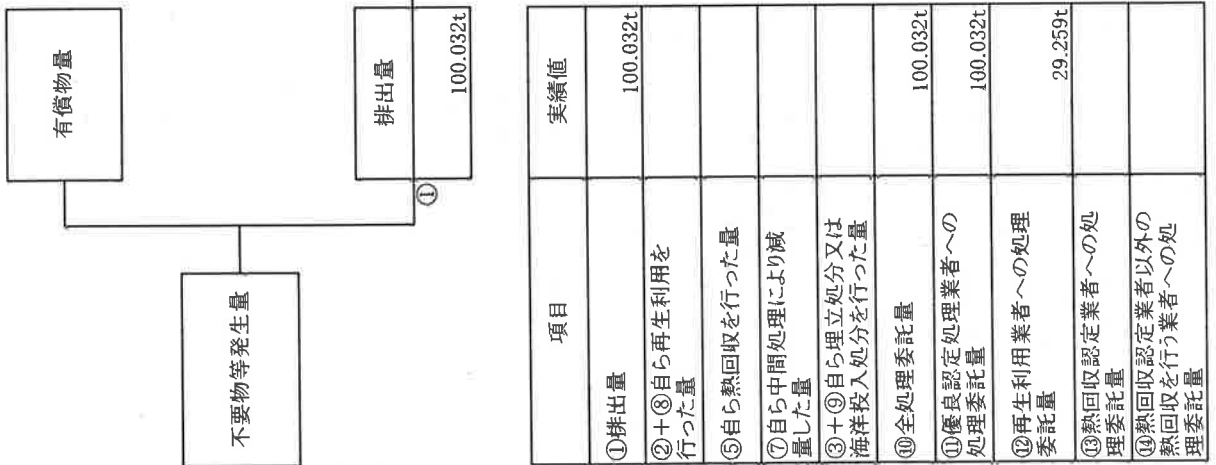 有償物量
不要物等発生量
①
排出量
100.032t
項目
実績値
①排出量
100.032t
②+⑧自ら再生利用を
行った量
⑤自ら熱回収を行った量
⑦自ら中間処理により減
量した量
③+⑨自ら埋立処分又は
海洋投入処分を行った量
⑩全処理委託量
100.032t
⑪優良認定処理業者への
処理委託量
100.032t
⑫再生利用業者への処理
委託量
29.259t
⑬熱回収認定業者への処
理委託量
⑭熱回収認定業者以外の
熱回収を行う業者への処
理委託量